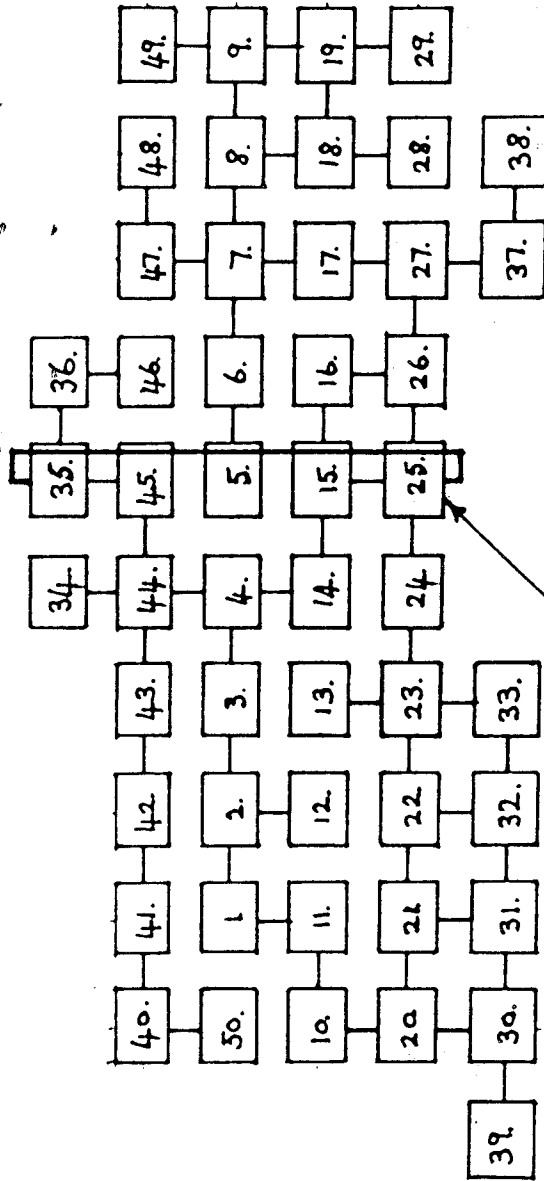 34 35. 36.
40. 41. 42 43. 44. 45. 46 47. 48. 49.
50. 1 2. 3. 4. 5. 6. 7. 8. 9.
10. 11. 12. 13. 14. 15. 16. 17. 18. 19.
20 21. 22 23. 24 25. 26. 27. 28. 29.
39. 30. 31. 32. 33. 37. 38.